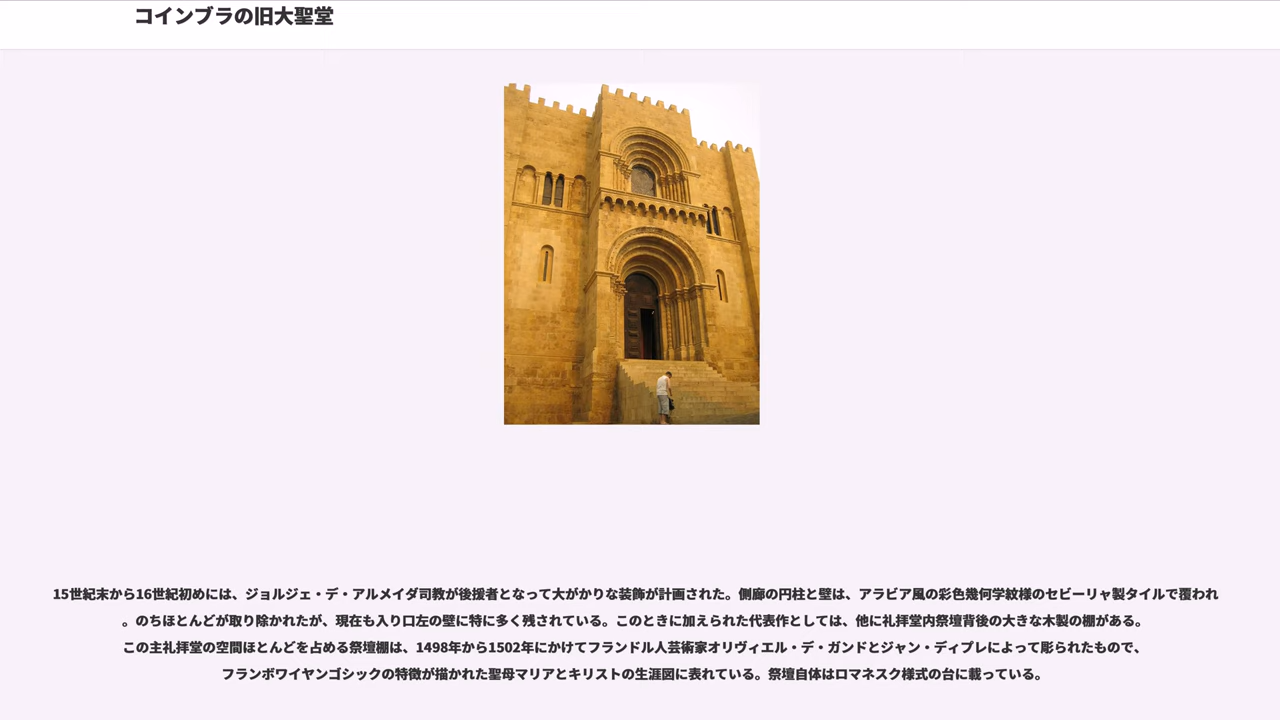 コインブラの旧大聖堂
15世紀末から16世紀初めには、ジョルジェ・デ・アルメイダ司教が後援者となって大がかりな装飾が計画された。側廊の円柱と壁は、アラビア風の彩色幾何学紋様のセビーリャ製タイルで覆われ
。のちほとんどが取り除かれたが、現在も入り口左の壁に特に多く残されている。このときに加えられた代表作としては、他に礼拝堂内祭壇背後の大きな木製の棚がある。
この主礼拝堂の空間ほとんどを占める祭壇棚は、1498年から1502年にかけてフランドル人芸術家オリヴィエル・デ・ガンドとジャン・ディプレによって彫られたもので、
フランボワイヤンゴシックの特徴が描かれた聖母マリアとキリストの生涯図に表れている。祭壇自体はロマネスク様式の台に載っている。